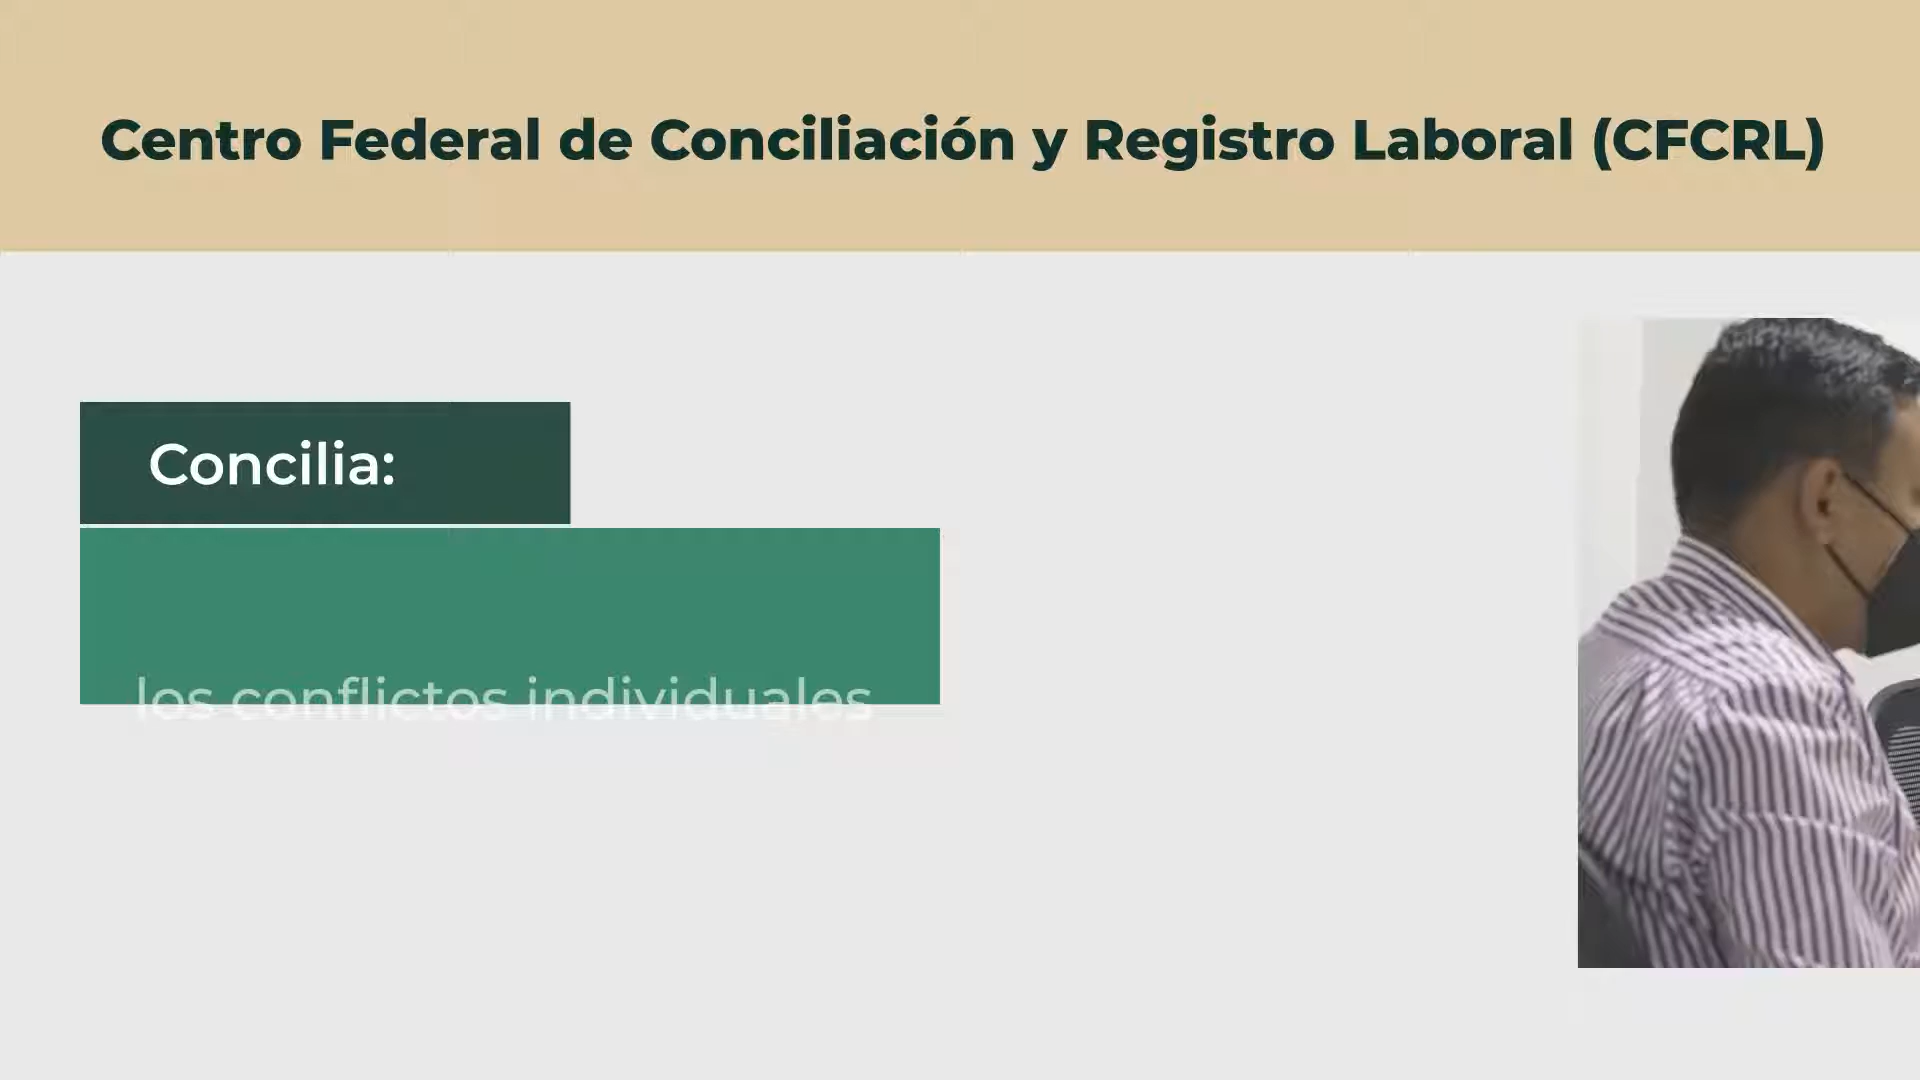 Centro Federal de Conciliación y Registro Laboral (CFCRL)
Concilia:
los conflictos individuales